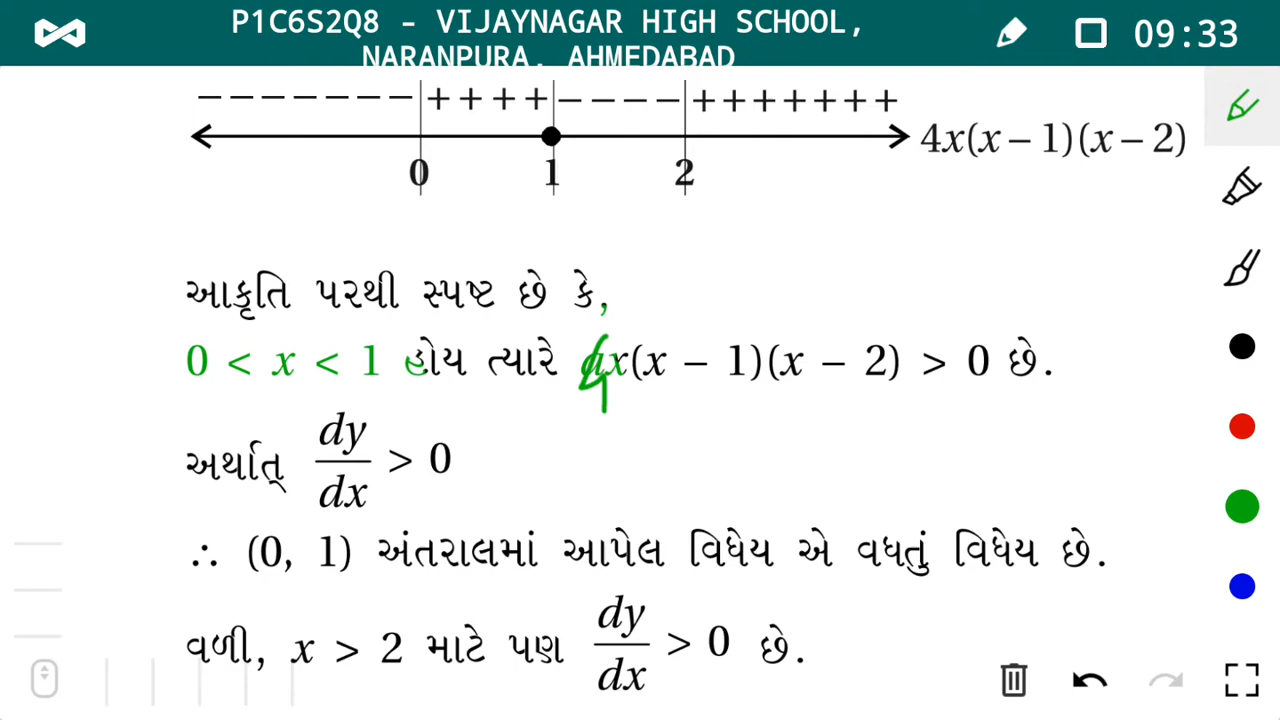 P1C6S2Q8 - VIJAYNAGAR HIGH SCHOOL,
NARANPURA, AHMEDABAD
09:33
− − − − − − − + + + + − − − − + + + + + + +
4x(x − 1)(x − 2)
0 1 2
આકૃતિ પરથી સ્પષ્ટ છે કે,
0 < x < 1 હોય ત્યારે 4x(x − 1)(x − 2) > 0 છે.
અર્થાત્ dy/dx > 0
∴ (0, 1) અંતરાલમાં આપેલ વિધેય એ વધતું વિધેય છે.
વળી, x > 2 માટે પણ dy/dx > 0 છે.